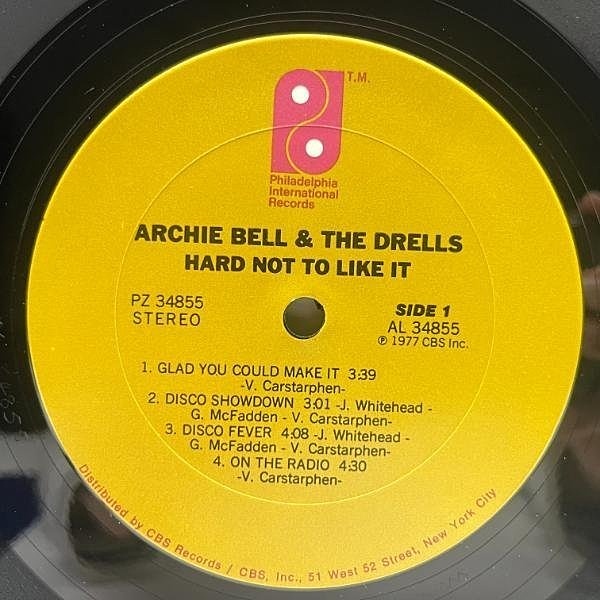 T.M.
Philadelphia
International
Records
ARCHIE BELL & THE DRELLS
HARD NOT TO LIKE IT
PZ 34855
STEREO
SIDE 1
AL 34855
℗ 1977 CBS Inc.
1. GLAD YOU COULD MAKE IT 3:39
-V. Carstarphen-
2. DISCO SHOWDOWN 3:01 -J. Whitehead -
G. McFadden - V. Carstarphen-
3. DISCO FEVER 4:08 -J. Whitehead -
G. McFadden - V. Carstarphen-
4. ON THE RADIO 4:30
-V. Carstarphen-
Distributed by CBS Records / CBS, Inc., 51 West 52 Street, New York City